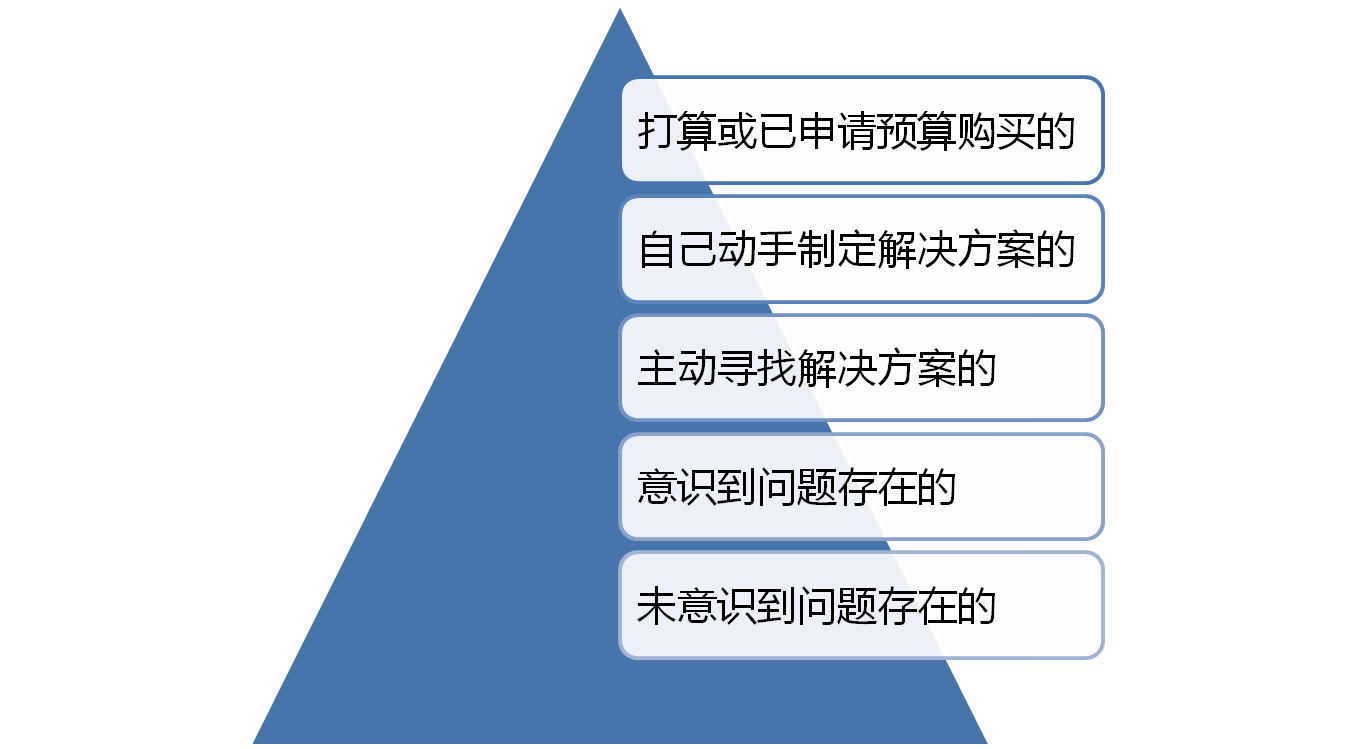 打算或已申请预算购买的
自己动手制定解决方案的
主动寻找解决方案的
意识到问题存在的
未意识到问题存在的